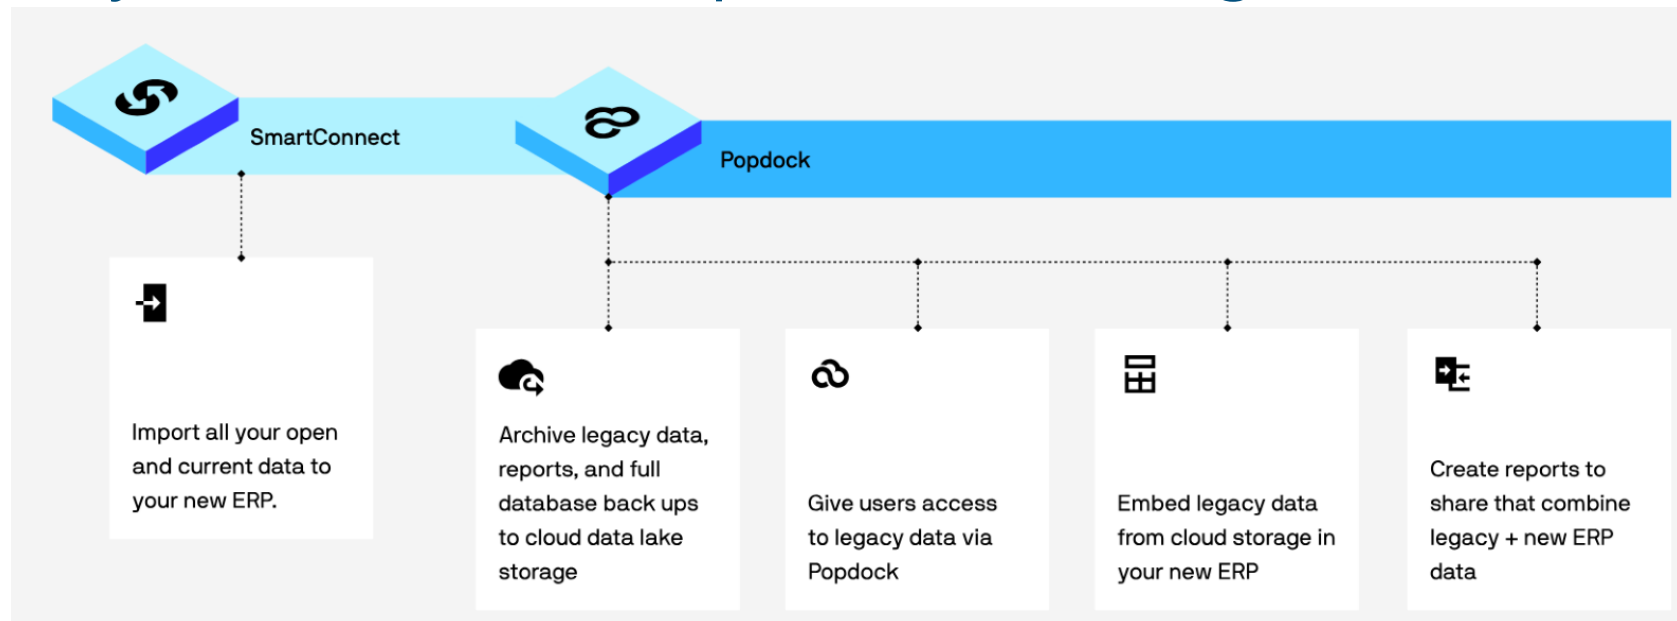 SmartConnect
Popdock
Import all your open
and current data to
your new ERP.
Archive legacy data,
reports, and full
database back ups
to cloud data lake
storage
Give users access
to legacy data via
Popdock
Embed legacy data
from cloud storage in
your new ERP
Create reports to
share that combine
legacy + new ERP
data